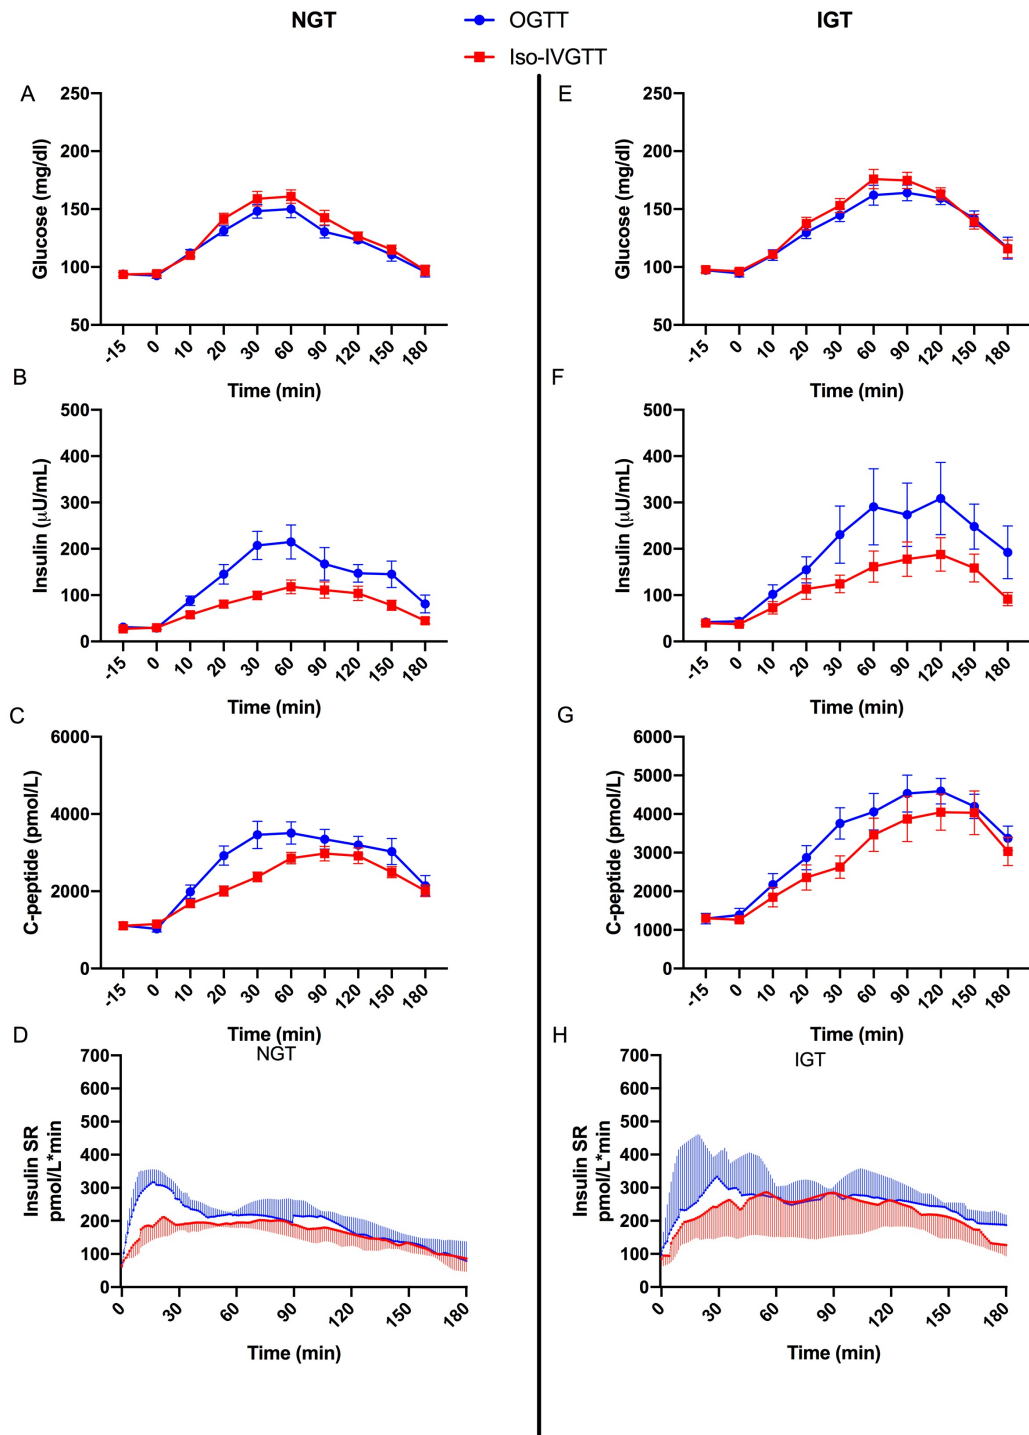 NGT
OGTT
Iso-IVGTT
IGT
A
Glucose (mg/dl)
250
200
150
100
50
-15 0 10 20 30 60 90 120 150 180
Time (min)
E
Glucose (mg/dl)
250
200
150
100
50
-15 0 10 20 30 60 90 120 150 180
Time (min)
B
Insulin (μU/mL)
500
400
300
200
100
0
-15 0 10 20 30 60 90 120 150 180
Time (min)
F
Insulin (μU/mL)
500
400
300
200
100
0
-15 0 10 20 30 60 90 120 150 180
Time (min)
C
C-peptide (pmol/L)
6000
4000
2000
0
-15 0 10 20 30 60 90 120 150 180
Time (min)
G
C-peptide (pmol/L)
6000
5000
4000
3000
2000
1000
0
-15 0 10 20 30 60 90 120 150 180
Time (min)
D
NGT
Insulin SR
pmol/L*min
700
600
500
400
300
200
100
0
0 30 60 90 120 150 180
Time (min)
H
IGT
Insulin SR
pmol/L*min
700
600
500
400
300
200
100
0
0 30 60 90 120 150 180
Time (min)